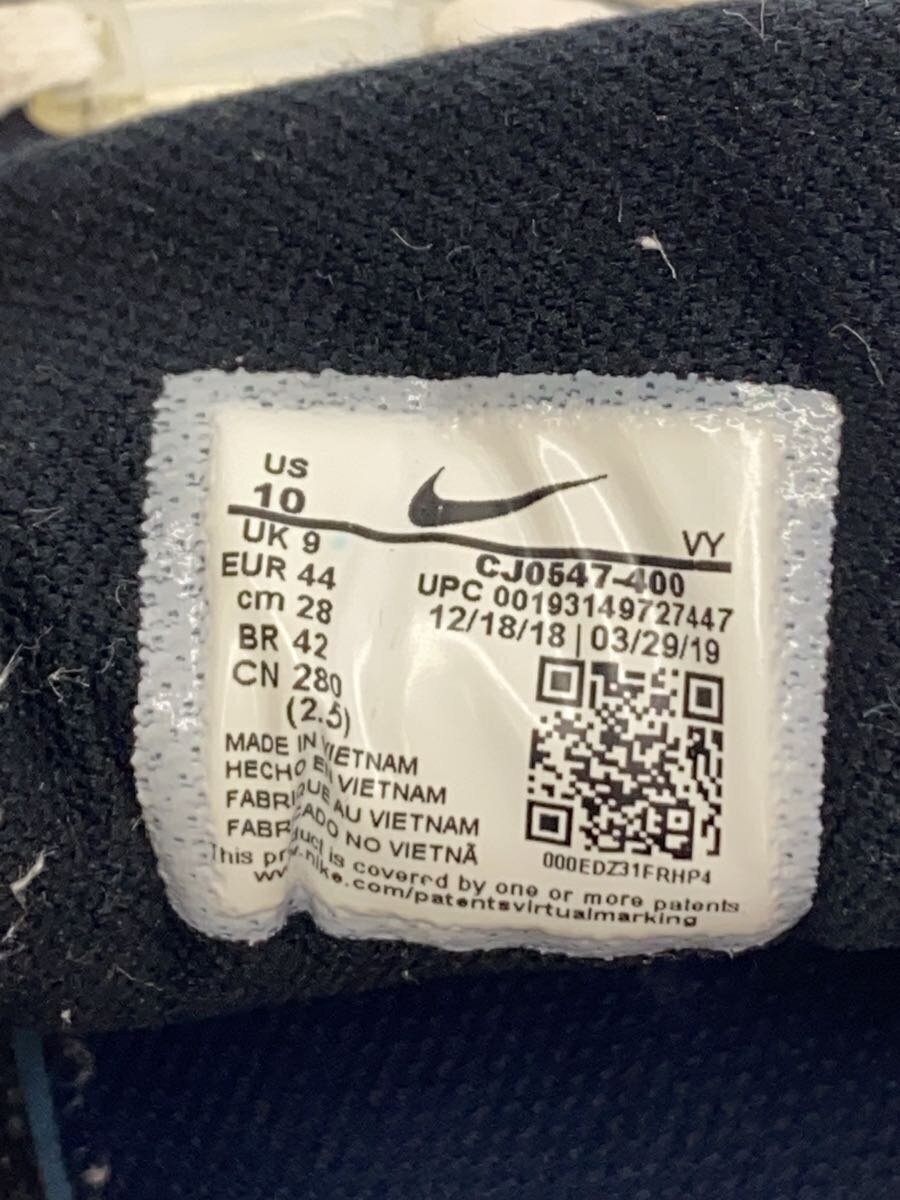 US
10
VY
UK 9
EUR 44
cm 28
BR 42
CN 280
(2.5)
CJ0547-400
UPC 00193149727447
12/18/18 | 03/29/19
MADE IN VIETNAM
HECHO EN VIETNAM
FABRIQUE AU VIETNAM
FABRICADO NO VIETNÃ
000EDZ31FRHP4
This product is covered by one or more patents
www.nike.com/patentsvirtualmarking